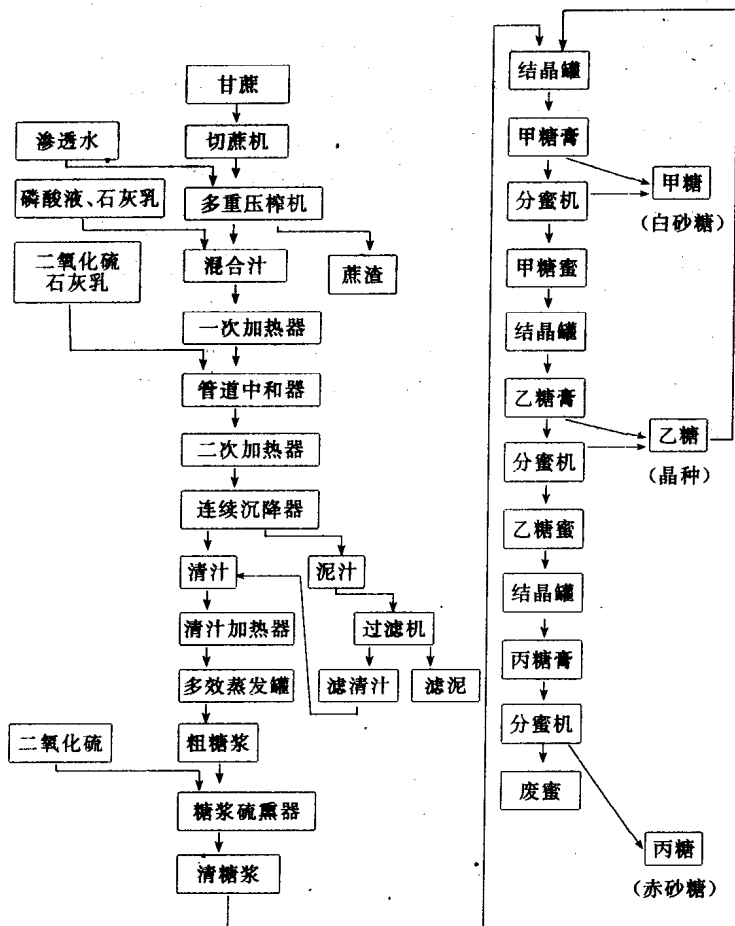 甘蔗
渗透水
切蔗机
磷酸液、石灰乳
多重压榨机
二氧化硫
石灰乳
混合汁
蔗渣
一次加热器
管道中和器
二次加热器
连续沉降器
清汁
泥汁
清汁加热器
过滤机
多效蒸发罐
滤清汁
滤泥
二氧化硫
粗糖浆
糖浆硫熏器
清糖浆
结晶罐
甲糖膏
分蜜机
甲糖
(白砂糖)
甲糖蜜
结晶罐
乙糖膏
乙糖
(晶种)
分蜜机
乙糖蜜
结晶罐
丙糖膏
分蜜机
废蜜
丙糖
(赤砂糖)